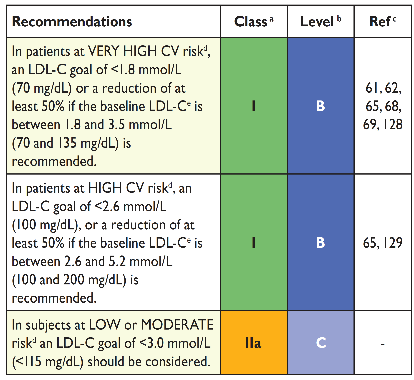 Recommendations Class a Level b Ref c
In patients at VERY HIGH CV riskd,
an LDL-C goal of <1.8 mmol/L
(70 mg/dL) or a reduction of at
least 50% if the baseline LDL-Ce is
between 1.8 and 3.5 mmol/L
(70 and 135 mg/dL) is
recommended.
I
B
61, 62,
65, 68,
69, 128
In patients at HIGH CV riskd, an
LDL-C goal of <2.6 mmol/L
(100 mg/dL), or a reduction of at
least 50% if the baseline LDL-Ce is
between 2.6 and 5.2 mmol/L
(100 and 200 mg/dL) is
recommended.
I
B
65, 129
In subjects at LOW or MODERATE
riskd an LDL-C goal of <3.0 mmol/L
(<115 mg/dL) should be considered.
IIa
C
-